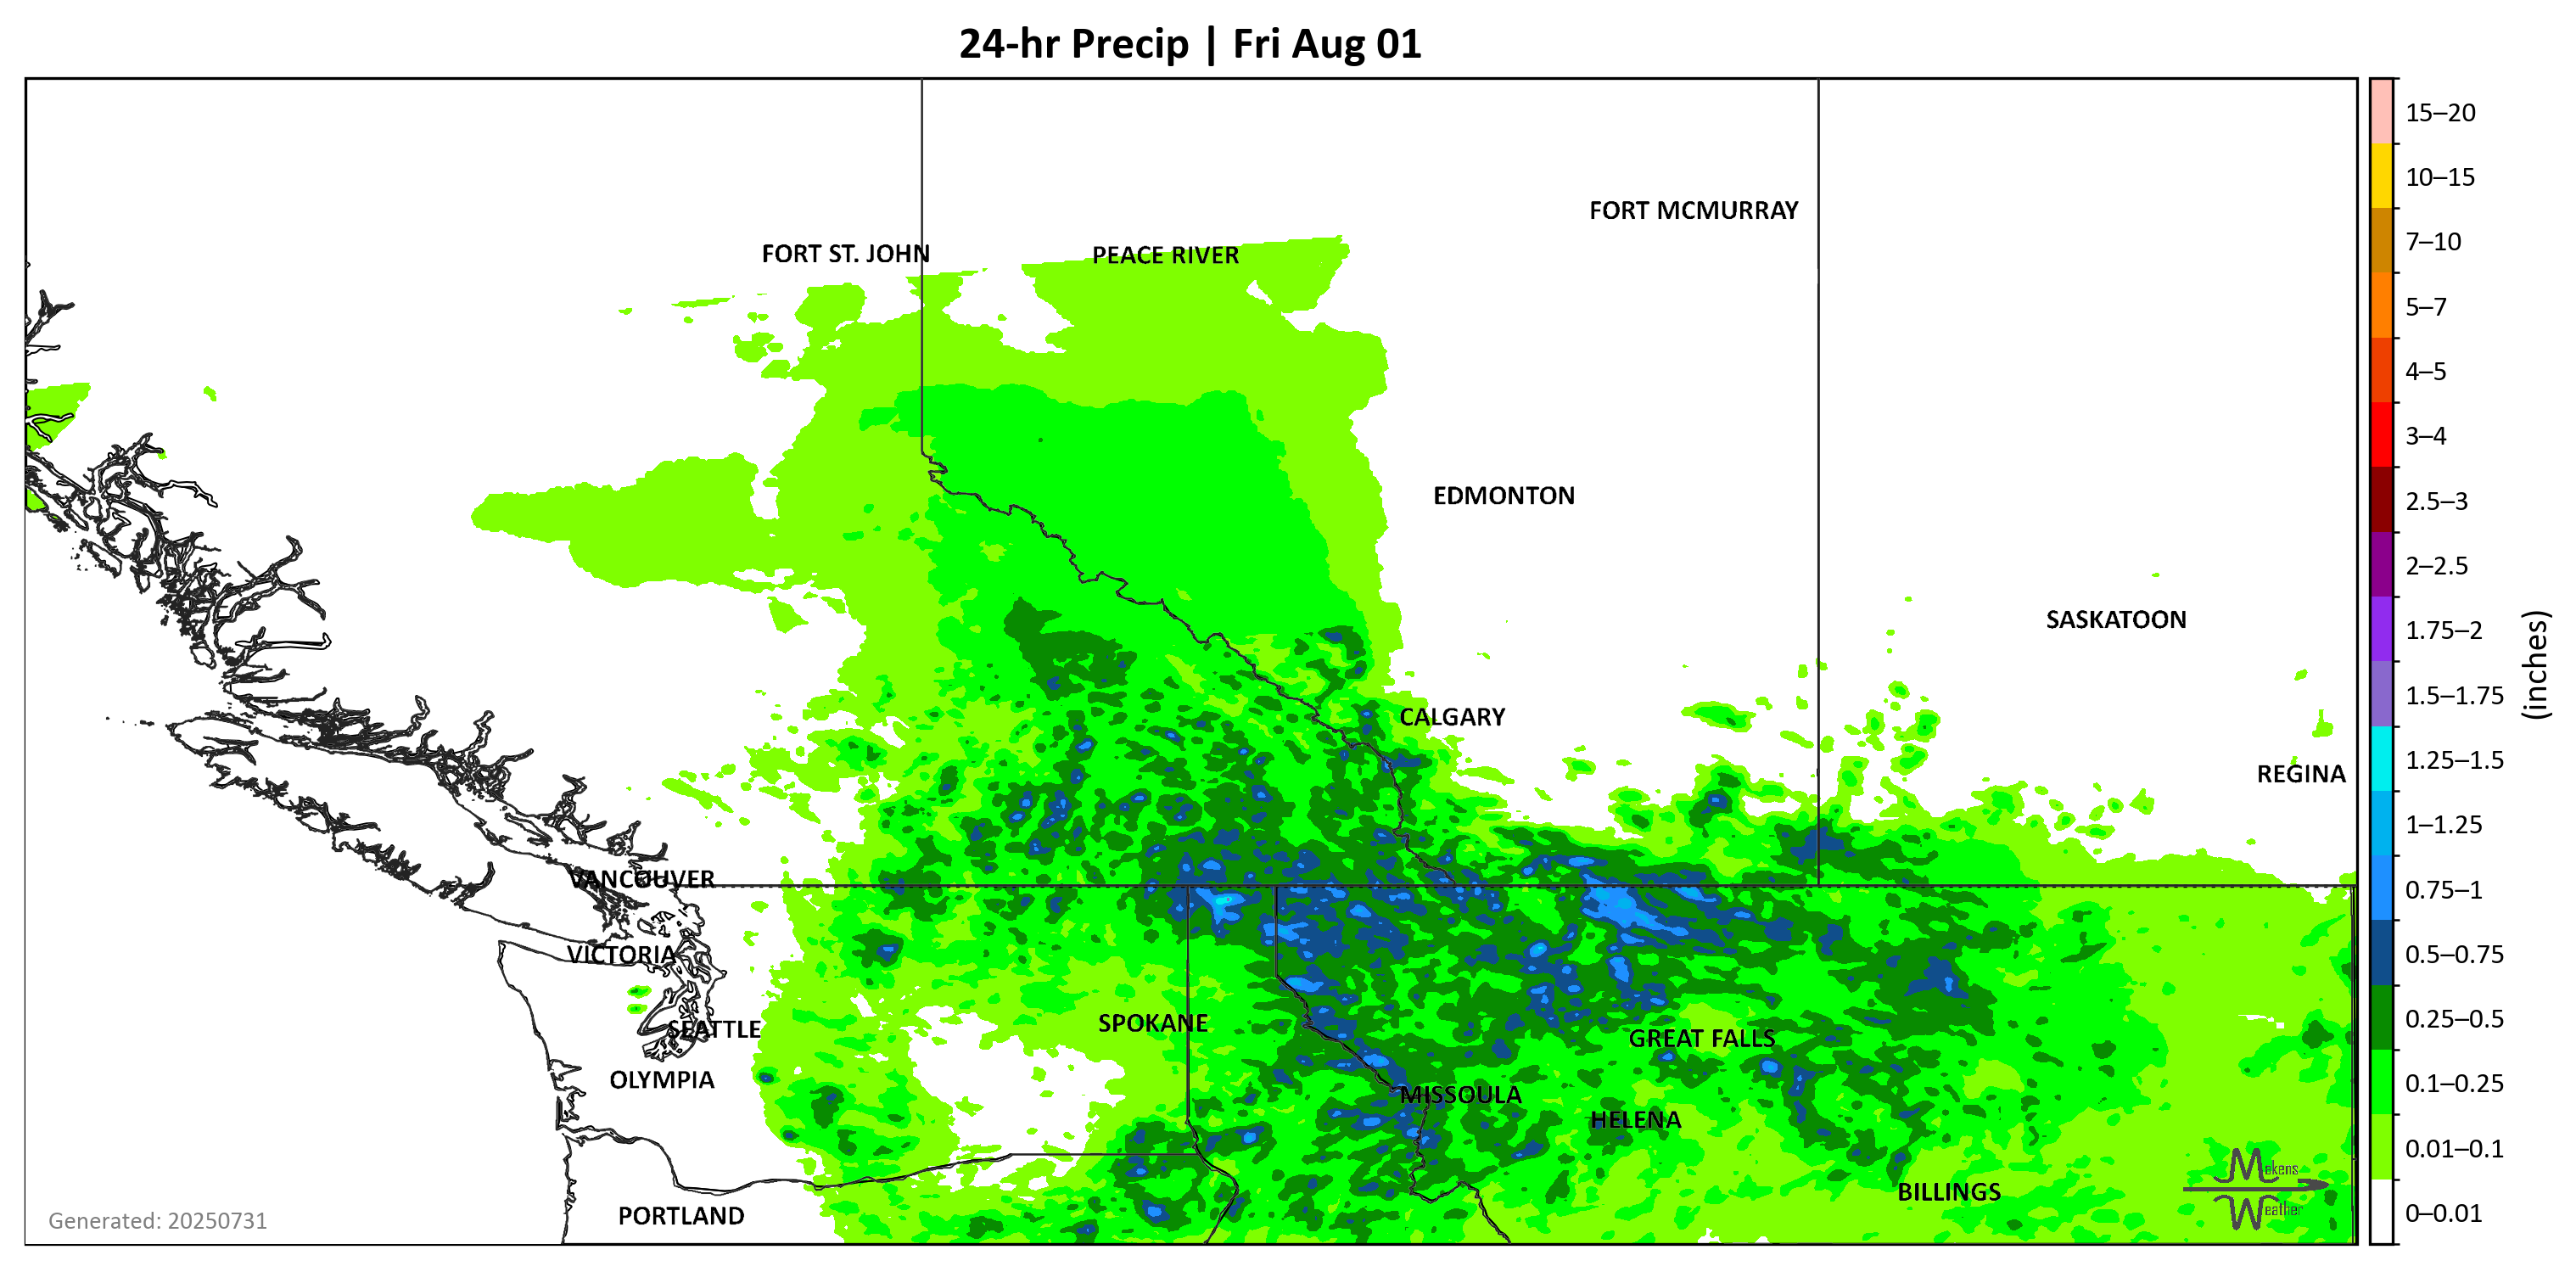 24-hr Precip | Fri Aug 01
FORT MCMURRAY
FORT ST. JOHN
PEACE RIVER
EDMONTON
SASKATOON
CALGARY
REGINA
VANCOUVER
VICTORIA
SPOKANE
SEATTLE
GREAT FALLS
OLYMPIA
MISSOULA
HELENA
BILLINGS
PORTLAND
Generated: 20250731
Mekens
Weather
15–20
10–15
7–10
5–7
4–5
3–4
2.5–3
2–2.5
1.75–2
1.5–1.75
1.25–1.5
1–1.25
0.75–1
0.5–0.75
0.25–0.5
0.1–0.25
0.01–0.1
0–0.01
(inches)